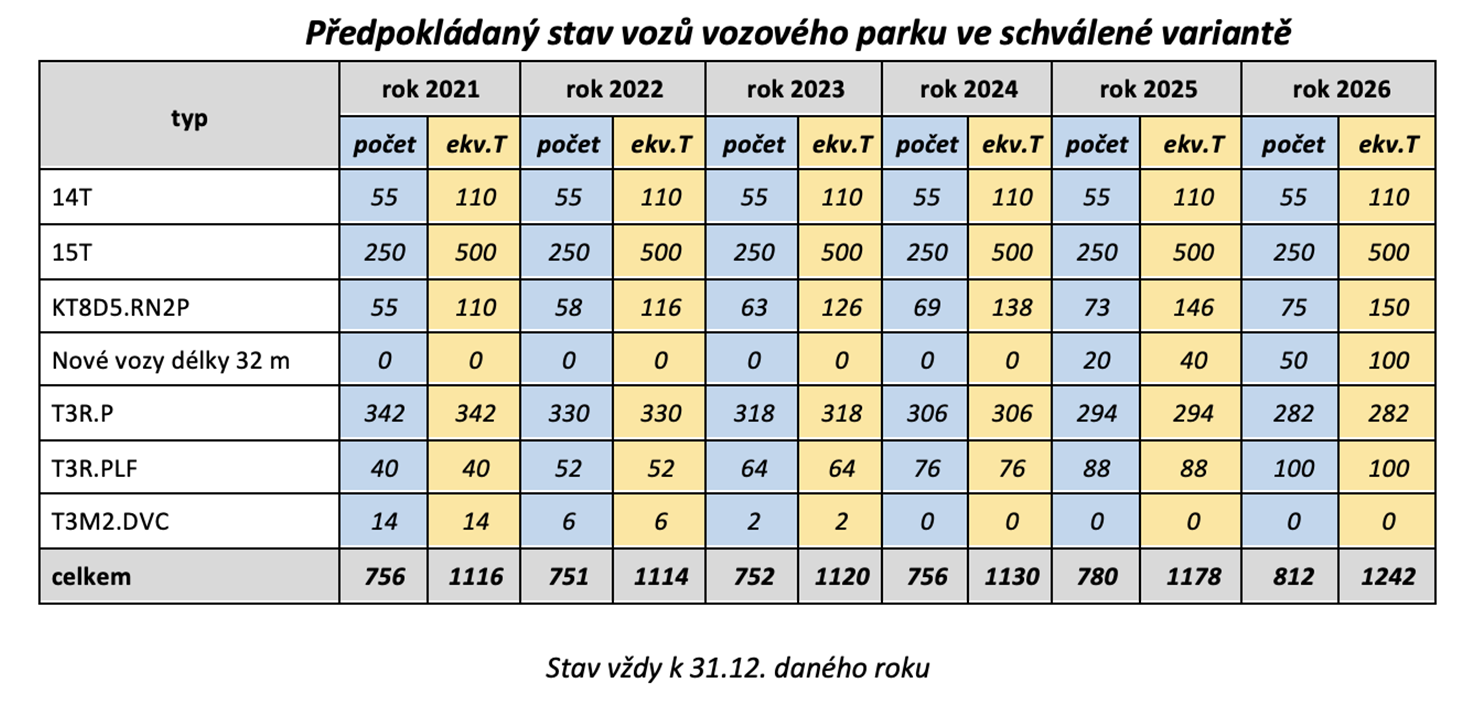 Předpokládaný stav vozů vozového parku ve schválené variantě
typ rok 2021 rok 2022 rok 2023 rok 2024 rok 2025 rok 2026
počet ekv.T počet ekv.T počet ekv.T počet ekv.T počet ekv.T počet ekv.T
14T 55 110 55 110 55 110 55 110 55 110 55 110
15T 250 500 250 500 250 500 250 500 250 500 250 500
KT8D5.RN2P 55 110 58 116 63 126 69 138 73 146 75 150
Nové vozy délky 32 m 0 0 0 0 0 0 0 0 20 40 50 100
T3R.P 342 342 330 330 318 318 306 306 294 294 282 282
T3R.PLF 40 40 52 52 64 64 76 76 88 88 100 100
T3M2.DVC 14 14 6 6 2 2 0 0 0 0 0 0
celkem 756 1116 751 1114 752 1120 756 1130 780 1178 812 1242
Stav vždy k 31.12. daného roku